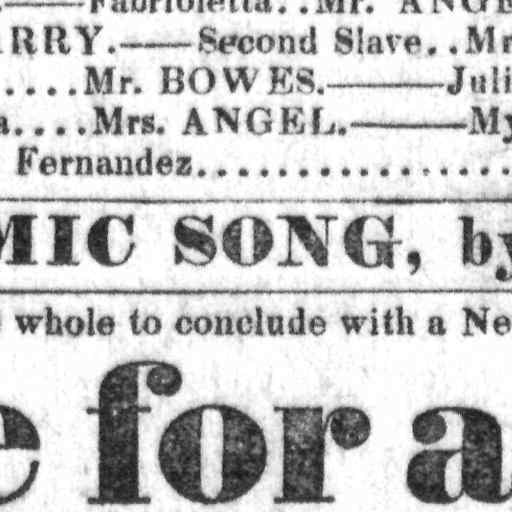 Fabrioletta..Mr. ANGE
RRY.——Second Slave..Mr
....Mr. BOWES.———Juli
a....Mrs. ANGEL.———My
Fernandez................
MIC SONG, by
whole to conclude with a Ne
e for a